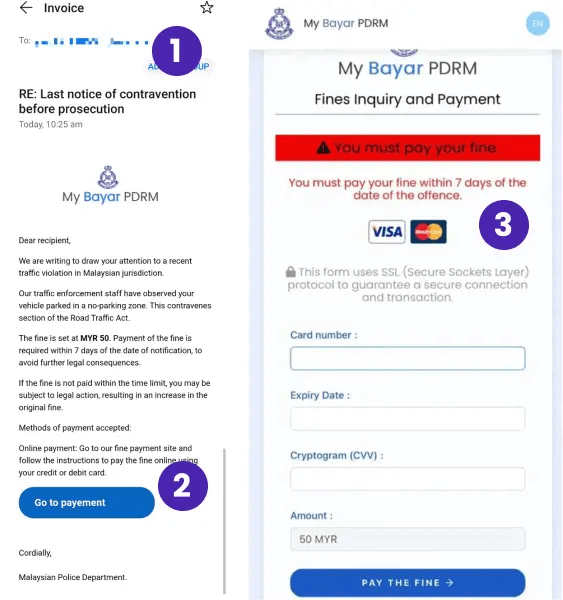 Invoice
To:
1
RE: Last notice of contravention
before prosecution
Today, 10:25 am
My Bayar PDRM
Dear recipient,
We are writing to draw your attention to a recent
traffic violation in Malaysian jurisdiction.
Our traffic enforcement staff have observed your
vehicle parked in a no-parking zone. This contravenes
section of the Road Traffic Act.
The fine is set at MYR 50. Payment of the fine is
required within 7 days of the date of notification, to
avoid further legal consequences.
If the fine is not paid within the time limit, you may be
subject to legal action, resulting in an increase in the
original fine.
Methods of payment accepted:
Online payment: Go to our fine payment site and
follow the instructions to pay the fine online using
your credit or debit card.
2
Go to payement
Cordially,
Malaysian Police Department.
My Bayar PDRM
EN
My Bayar PDRM
Fines Inquiry and Payment
You must pay your fine
You must pay your fine within 7 days of the
date of the offence.
VISA MasterCard
3
This form uses SSL (Secure Sockets Layer)
protocol to guarantee a secure connection
and transaction.
Card number :
Expiry Date :
Cryptogram (CVV) :
Amount :
50 MYR
PAY THE FINE →